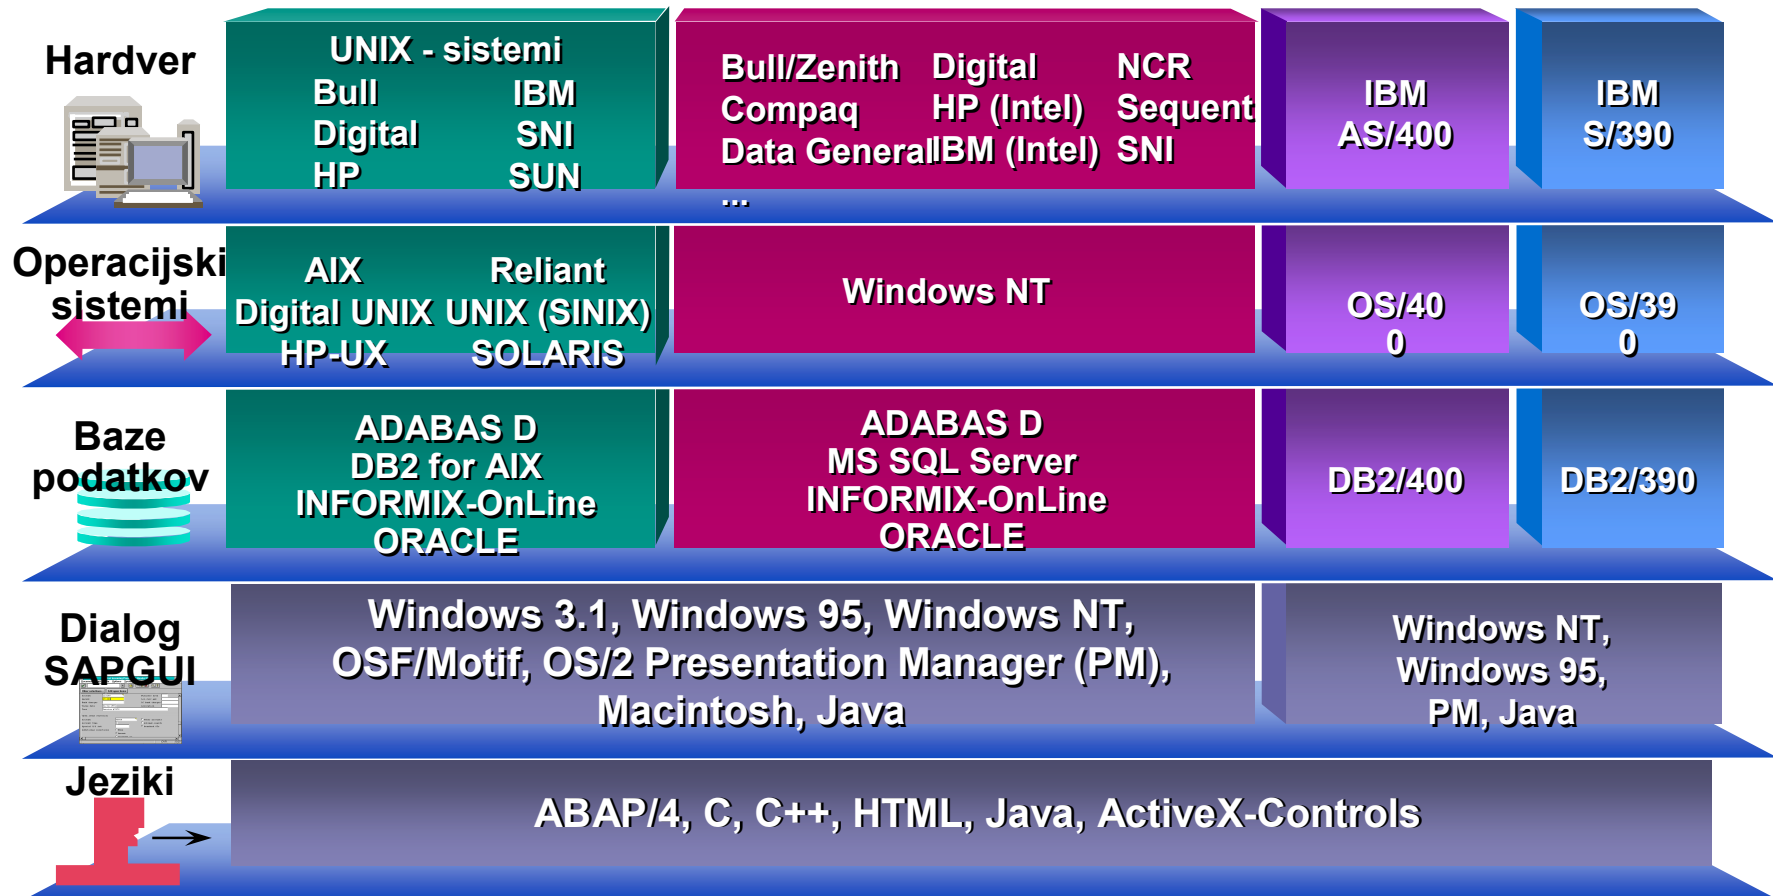 Hardver
UNIX - sistemi
Bull IBM
Digital SNI
HP SUN
Bull/Zenith Digital NCR
Compaq HP (Intel) Sequent
Data General IBM (Intel) SNI
...
IBM
AS/400
IBM
S/390
Operacijski
sistemi
AIX Reliant
Digital UNIX UNIX (SINIX)
HP-UX SOLARIS
Windows NT
OS/40
0
OS/39
0
Baze
podatkov
ADABAS D
DB2 for AIX
INFORMIX-OnLine
ORACLE
ADABAS D
MS SQL Server
INFORMIX-OnLine
ORACLE
DB2/400
DB2/390
Dialog
SAPGUI
Windows 3.1, Windows 95, Windows NT,
OSF/Motif, OS/2 Presentation Manager (PM),
Macintosh, Java
Windows NT,
Windows 95,
PM, Java
Jeziki
ABAP/4, C, C++, HTML, Java, ActiveX-Controls